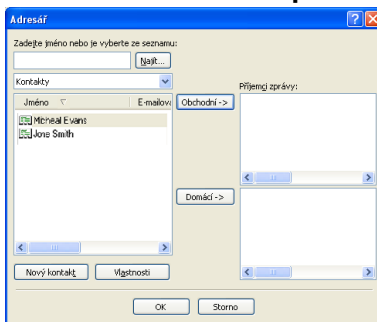 Adresář
Zadejte jméno nebo je vyberte ze seznamu:
Najít...
Kontakty
Příjemci zprávy:
Jméno E-mailov
Obchodní ->
Micheal Evans
Jone Smith
Domácí ->
Nový kontakt Vlastnosti
OK Storno